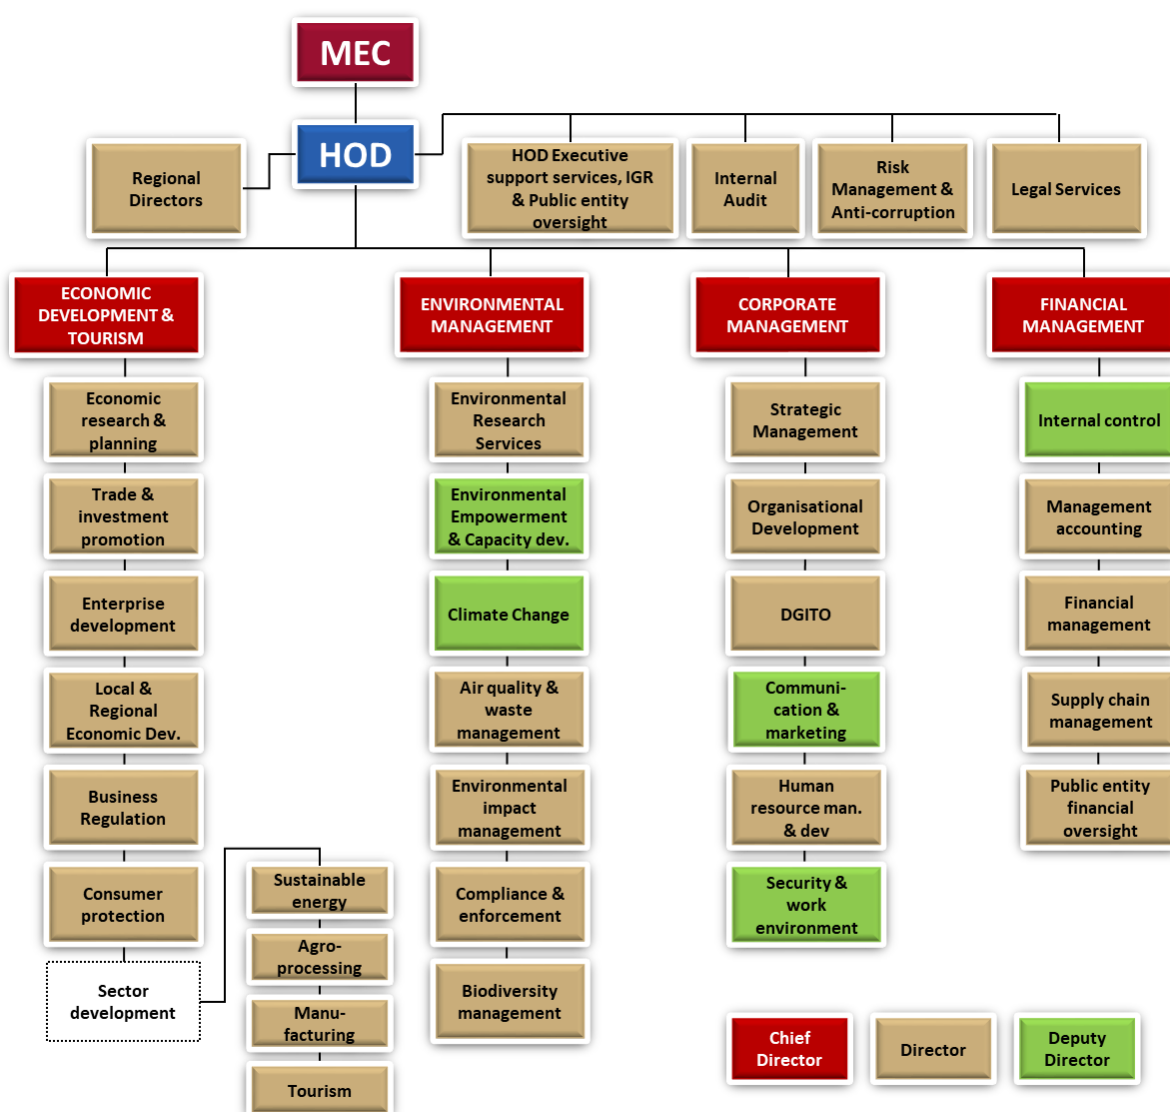 MEC
HOD
Regional
Directors
HOD Executive
support services, IGR
& Public entity
oversight
Internal
Audit
Risk
Management &
Anti-corruption
Legal Services
ECONOMIC
DEVELOPMENT &
TOURISM
Economic
research &
planning
Trade &
investment
promotion
Enterprise
development
Local &
Regional
Economic Dev.
Business
Regulation
Consumer
protection
Sector
development
Sustainable
energy
Agro-
processing
Manu-
facturing
Tourism
ENVIRONMENTAL
MANAGEMENT
Environmental
Research
Services
Environmental
Empowerment
& Capacity dev.
Climate Change
Air quality &
waste
management
Environmental
impact
management
Compliance &
enforcement
Biodiversity
management
CORPORATE
MANAGEMENT
Strategic
Management
Organisational
Development
DGITO
Communi-
cation &
marketing
Human
resource man.
& dev
Security &
work
environment
FINANCIAL
MANAGEMENT
Internal control
Management
accounting
Financial
management
Supply chain
management
Public entity
financial
oversight
Chief
Director
Director
Deputy
Director